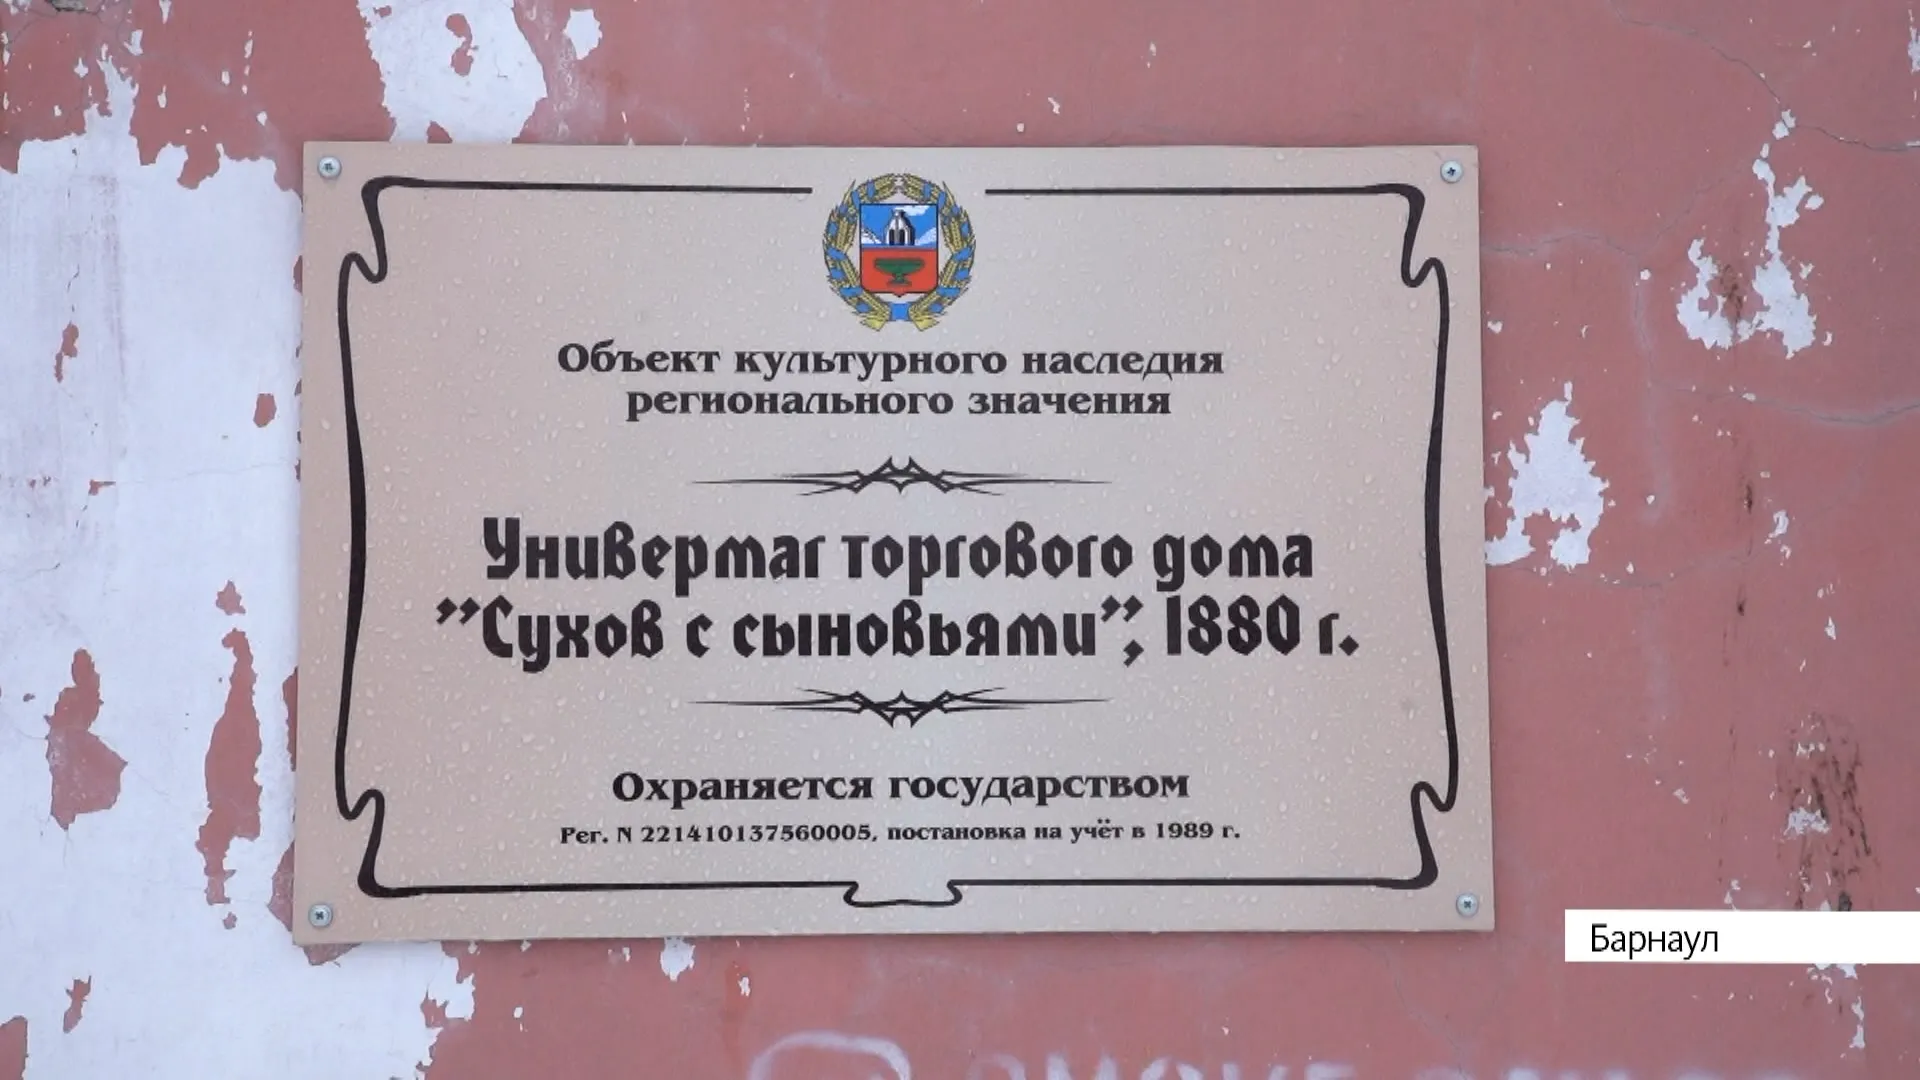 Объект культурного наследия
регионального значения
Универмаг торгового дома
"Сухов с сыновьями", 1880 г.
Охраняется государством
Рег. N 221410137560005, постановка на учёт в 1989 г.
Барнаул